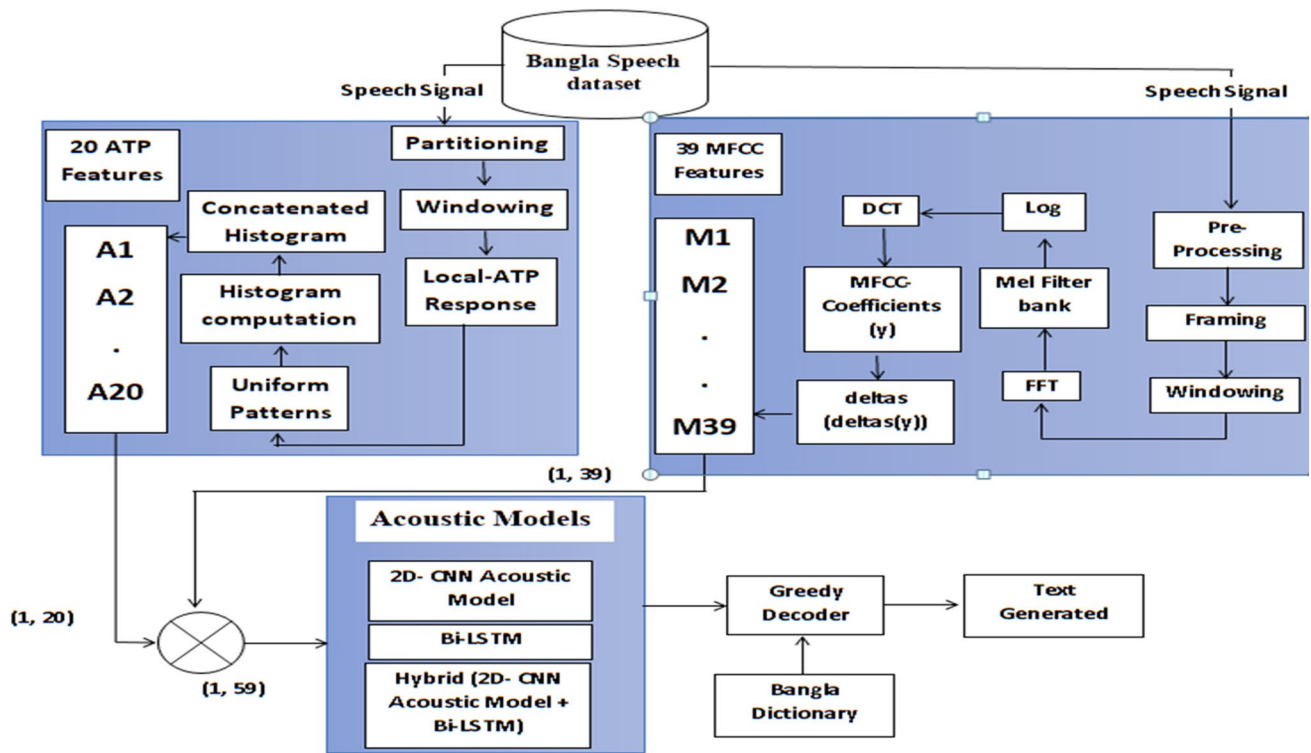 Bangla Speech
dataset
Speech Signal
Speech Signal
20 ATP
Features
Partitioning
Windowing
Local-ATP
Response
Uniform
Patterns
Histogram
computation
Concatenated
Histogram
A1
A2
.
A20
39 MFCC
Features
Pre-
Processing
Framing
Windowing
FFT
Mel Filter
bank
Log
DCT
MFCC-
Coefficients
(y)
deltas
(deltas(y))
M1
M2
.
.
M39
(1, 39)
(1, 20)
(1, 59)
Acoustic Models
2D- CNN Acoustic
Model
Bi-LSTM
Hybrid (2D- CNN
Acoustic Model +
Bi-LSTM)
Greedy
Decoder
Bangla
Dictionary
Text
Generated